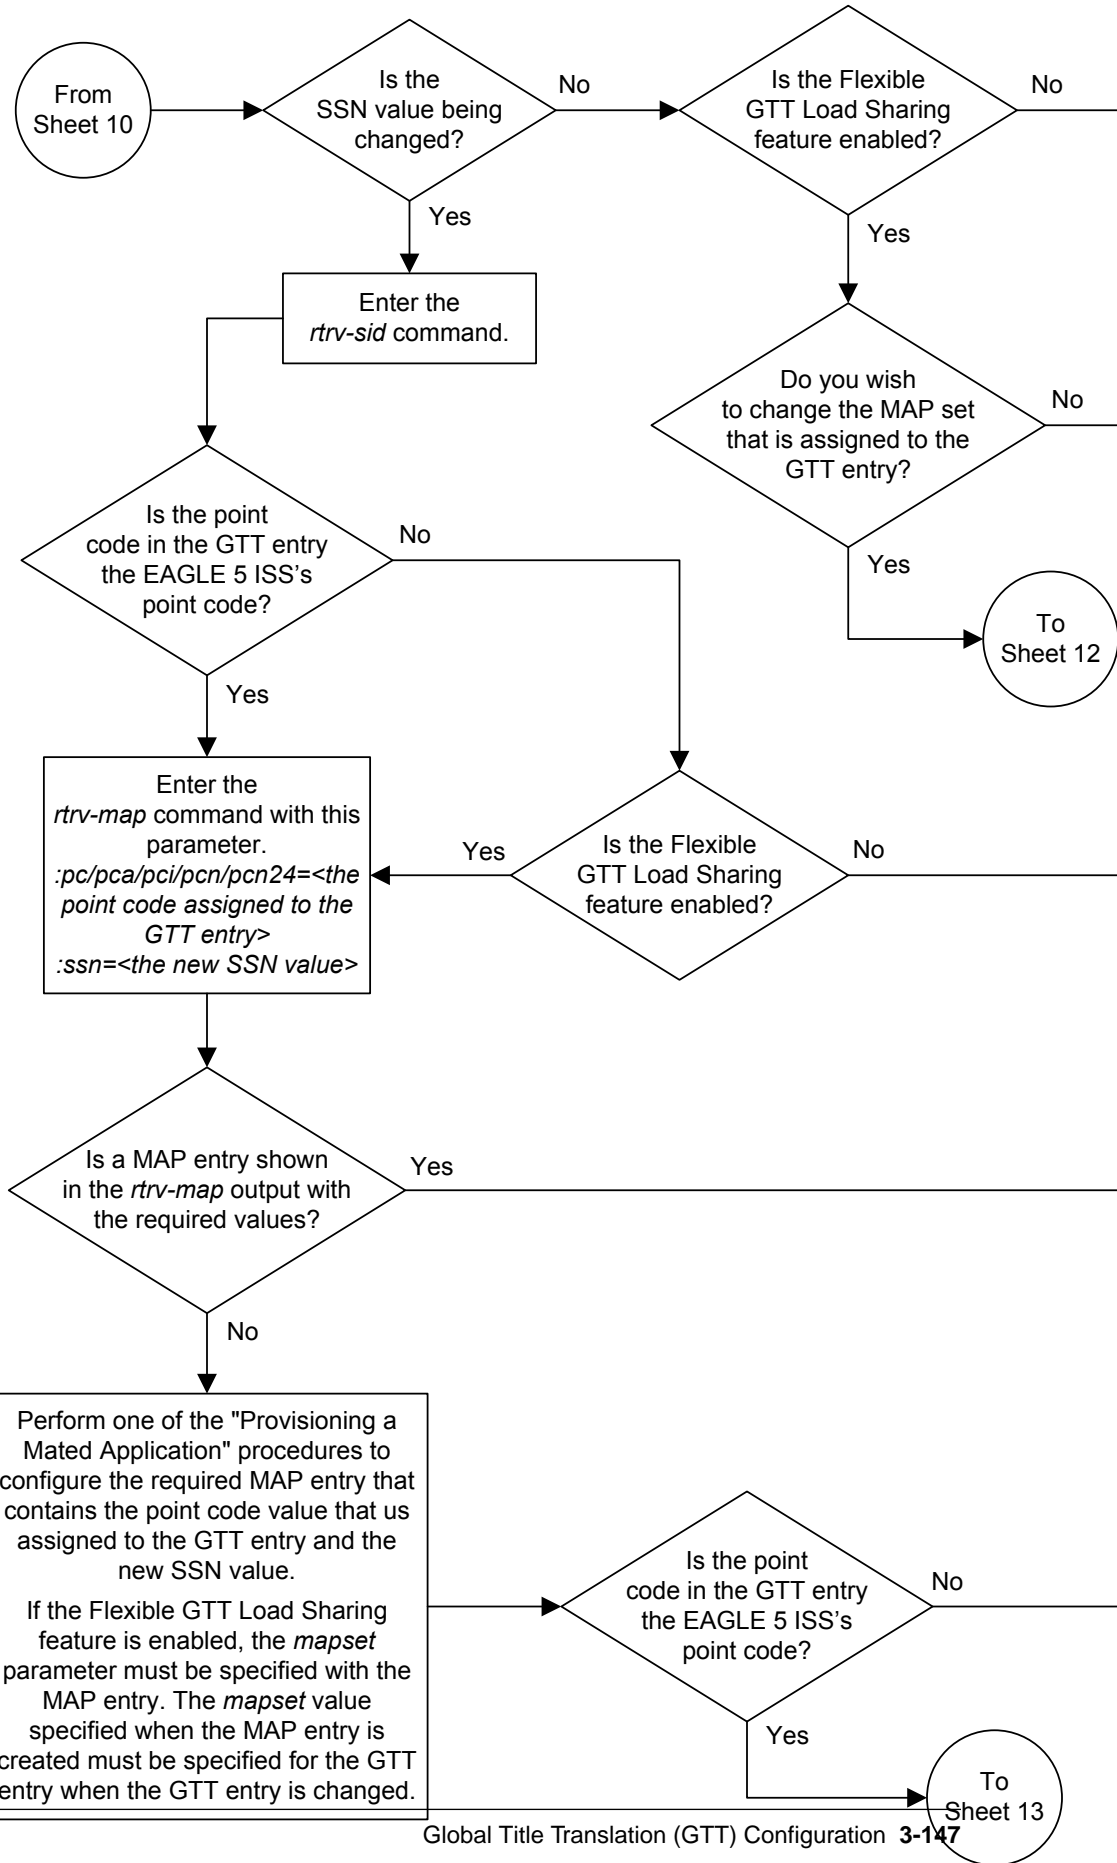 From
Sheet 10
Is the
SSN value being
changed?
No
Is the Flexible
GTT Load Sharing
feature enabled?
No
Yes
Yes
Enter the
rtrv-sid command.
Do you wish
to change the MAP set
that is assigned to the
GTT entry?
No
Yes
To
Sheet 12
Is the point
code in the GTT entry
the EAGLE 5 ISS's
point code?
No
Yes
Enter the
rtrv-map command with this
parameter.
:pc/pca/pci/pcn/pcn24=<the
point code assigned to the
GTT entry>
:ssn=<the new SSN value>
Yes
Is the Flexible
GTT Load Sharing
feature enabled?
No
Is a MAP entry shown
in the rtrv-map output with
the required values?
Yes
No
Perform one of the "Provisioning a
Mated Application" procedures to
configure the required MAP entry that
contains the point code value that us
assigned to the GTT entry and the
new SSN value.
If the Flexible GTT Load Sharing
feature is enabled, the mapset
parameter must be specified with the
MAP entry. The mapset value
specified when the MAP entry is
created must be specified for the GTT
entry when the GTT entry is changed.
Is the point
code in the GTT entry
the EAGLE 5 ISS's
point code?
No
Yes
To
Sheet 13
Global Title Translation (GTT) Configuration 3-147